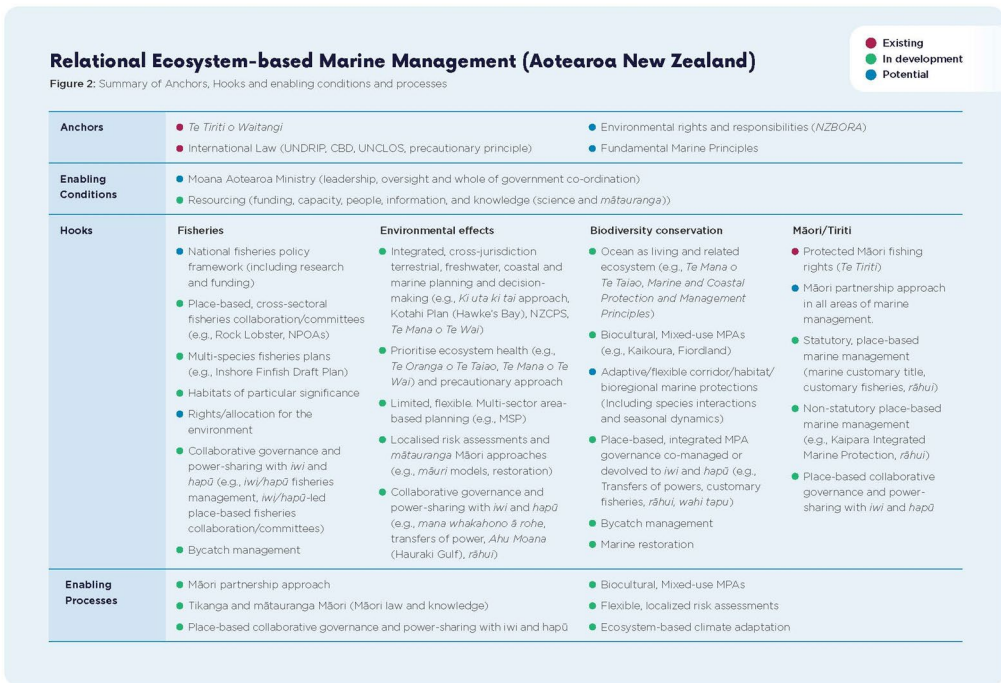 Existing
In development
Potential
Relational Ecosystem-based Marine Management (Aotearoa New Zealand)
Figure 2: Summary of Anchors, Hooks and enabling conditions and processes
Anchors
Te Tiriti o Waitangi
International Law (UNDRIP, CBD, UNCLOS, precautionary principle)
Environmental rights and responsibilities (NZBORA)
Fundamental Marine Principles
Enabling
Conditions
Moana Aotearoa Ministry (leadership, oversight and whole of government co-ordination)
Resourcing (funding, capacity, people, information, and knowledge (science and mātauranga))
Hooks
Fisheries
National fisheries policy
framework (including research
and funding)
Place-based, cross-sectoral
fisheries collaboration/committees
(e.g., Rock Lobster, NPOAs)
Multi-species fisheries plans
(e.g., Inshore Finfish Draft Plan)
Habitats of particular significance
Rights/allocation for the
environment
Collaborative governance and
power-sharing with iwi and
hapū (e.g., iwi/hapū fisheries
management, iwi/hapū-led
place-based fisheries
collaboration/committees)
Bycatch management
Environmental effects
Integrated, cross-jurisdiction
terrestrial, freshwater, coastal and
marine planning and decision-
making (e.g., Ki uta ki tai approach,
Kotahi Plan (Hawke's Bay), NZCPS,
Te Mana o Te Wai)
Prioritise ecosystem health (e.g.,
Te Oranga o Te Taiao, Te Mana o Te
Wai) and precautionary approach
Limited, flexible. Multi-sector area-
based planning (e.g., MSP)
Localised risk assessments and
mātauranga Māori approaches
(e.g., māuri models, restoration)
Collaborative governance and
power-sharing with iwi and hapū
(e.g., mana whakahono ā rohe,
transfers of power, Ahu Moana
(Hauraki Gulf), rāhui)
Biodiversity conservation
Ocean as living and related
ecosystem (e.g., Te Mana o
Te Taiao, Marine and Coastal
Protection and Management
Principles)
Biocultural, Mixed-use MPAs
(e.g., Kaikoura, Fiordland)
Adaptive/flexible corridor/habitat/
bioregional marine protections
(Including species interactions
and seasonal dynamics)
Place-based, integrated MPA
governance co-managed or
devolved to iwi and hapū (e.g.,
Transfers of powers, customary
fisheries, rāhui, wahi tapu)
Bycatch management
Marine restoration
Māori/Tiriti
Protected Māori fishing
rights (Te Tiriti)
Māori partnership approach
in all areas of marine
management.
Statutory, place-based
marine management
(marine customary title,
customary fisheries, rāhui)
Non-statutory place-based
marine management
(e.g., Kaipara Integrated
Marine Protection, rāhui)
Place-based collaborative
governance and power-
sharing with iwi and hapū
Enabling
Processes
Māori partnership approach
Tikanga and mātauranga Māori (Māori law and knowledge)
Place-based collaborative governance and power-sharing with iwi and hapū
Biocultural, Mixed-use MPAs
Flexible, localized risk assessments
Ecosystem-based climate adaptation